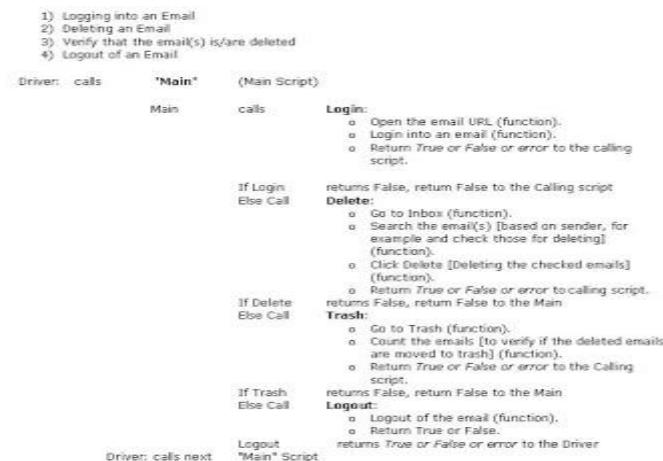 1) Logging into an Email
2) Deleting an Email
3) Verify that the email(s) is/are deleted
4) Logout of an Email
Driver: calls "Main" (Main Script)
Main calls Login:
o Open the email URL (function).
o Login into an email (function).
o Return True or False or error to the calling
script.
If Login returns False, return False to the Calling script
Else Call Delete:
o Go to Inbox (function).
o Search the email(s) [based on sender, for
example and check those for deleting]
(function).
o Click Delete [Deleting the checked emails]
(function).
o Return True or False or error to calling script.
If Delete returns False, return False to the Main
Else Call Trash:
o Go to Trash (function).
o Count the emails [to verify if the deleted emails
are moved to trash] (function).
o Return True or False or error to the Calling
script.
If Trash returns False, return False to the Main
Else Call Logout:
o Logout of the email (function).
o Return True or False.
Logout returns True or False or error to the Driver
Driver: calls next "Main" Script